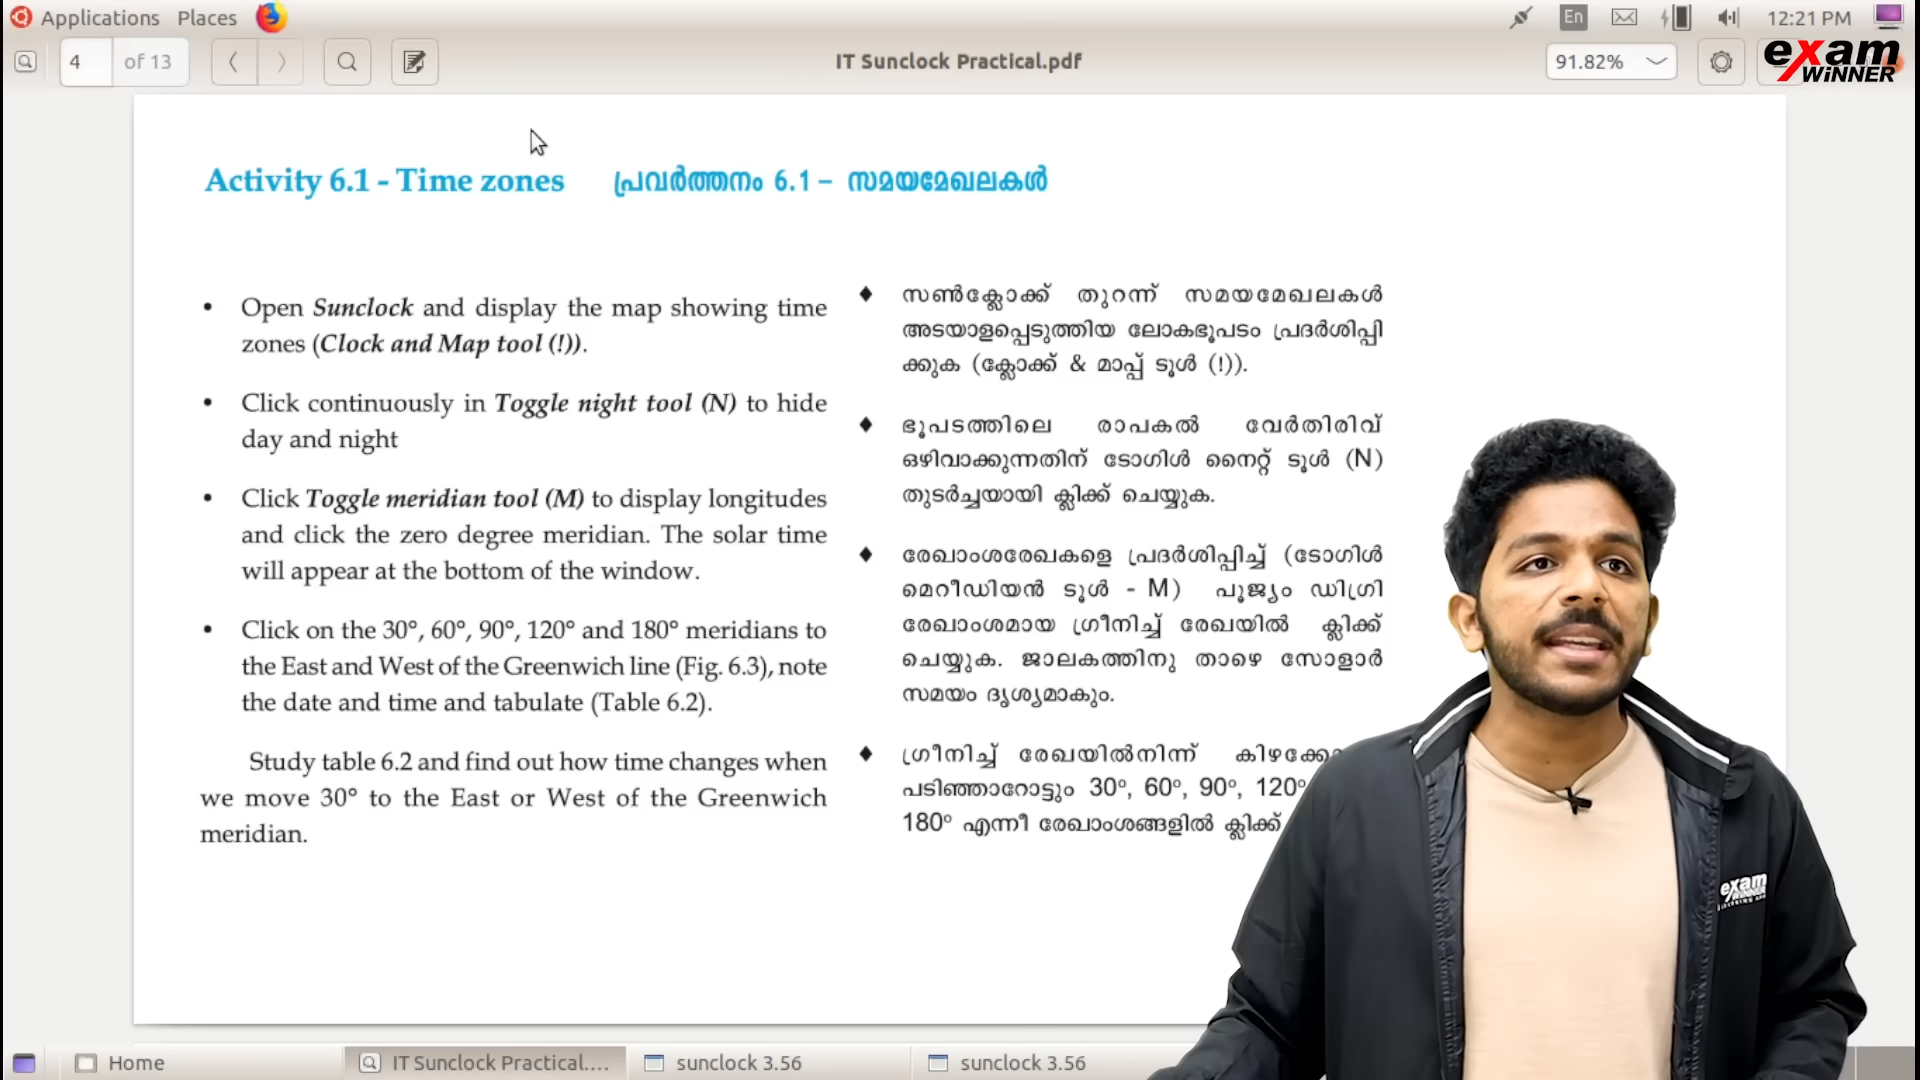 Applications Places En 12:21 PM
4 of 13 IT Sunclock Practical.pdf 91.82%
exam
WiNNER
Activity 6.1 - Time zones പ്രവർത്തനം 6.1 – സമയമേഖലകൾ
• Open Sunclock and display the map showing time
zones (Clock and Map tool (!)).
• Click continuously in Toggle night tool (N) to hide
day and night
• Click Toggle meridian tool (M) to display longitudes
and click the zero degree meridian. The solar time
will appear at the bottom of the window.
• Click on the 30°, 60°, 90°, 120° and 180° meridians to
the East and West of the Greenwich line (Fig. 6.3), note
the date and time and tabulate (Table 6.2).
Study table 6.2 and find out how time changes when
we move 30° to the East or West of the Greenwich
meridian.
♦ സൺക്ലോക്ക് തുറന്ന് സമയമേഖലകൾ
അടയാളപ്പെടുത്തിയ ലോകഭൂപടം പ്രദർശിപ്പി
ക്കുക (ക്ലോക്ക് & മാപ്പ് ടൂൾ (!)).
♦ ഭൂപടത്തിലെ രാപകൽ വേർതിരിവ്
ഒഴിവാക്കുന്നതിന് ടോഗിൾ നൈറ്റ് ടൂൾ (N)
തുടർച്ചയായി ക്ലിക്ക് ചെയ്യുക.
♦ രേഖാംശരേഖകളെ പ്രദർശിപ്പിച്ച് (ടോഗിൾ
മെറീഡിയൻ ടൂൾ - M) പൂജ്യം ഡിഗ്രി
രേഖാംശമായ ഗ്രീനിച്ച് രേഖയിൽ ക്ലിക്ക്
ചെയ്യുക. ജാലകത്തിനു താഴെ സോളാർ
സമയം ദൃശ്യമാകും.
♦ ഗ്രീനിച്ച് രേഖയിൽനിന്ന് കിഴക്കോ
പടിഞ്ഞാറോട്ടും 30°, 60°, 90°, 120°
180° എന്നീ രേഖാംശങ്ങളിൽ ക്ലിക്ക്
exam
WiNNER
Home IT Sunclock Practical.... sunclock 3.56 sunclock 3.56